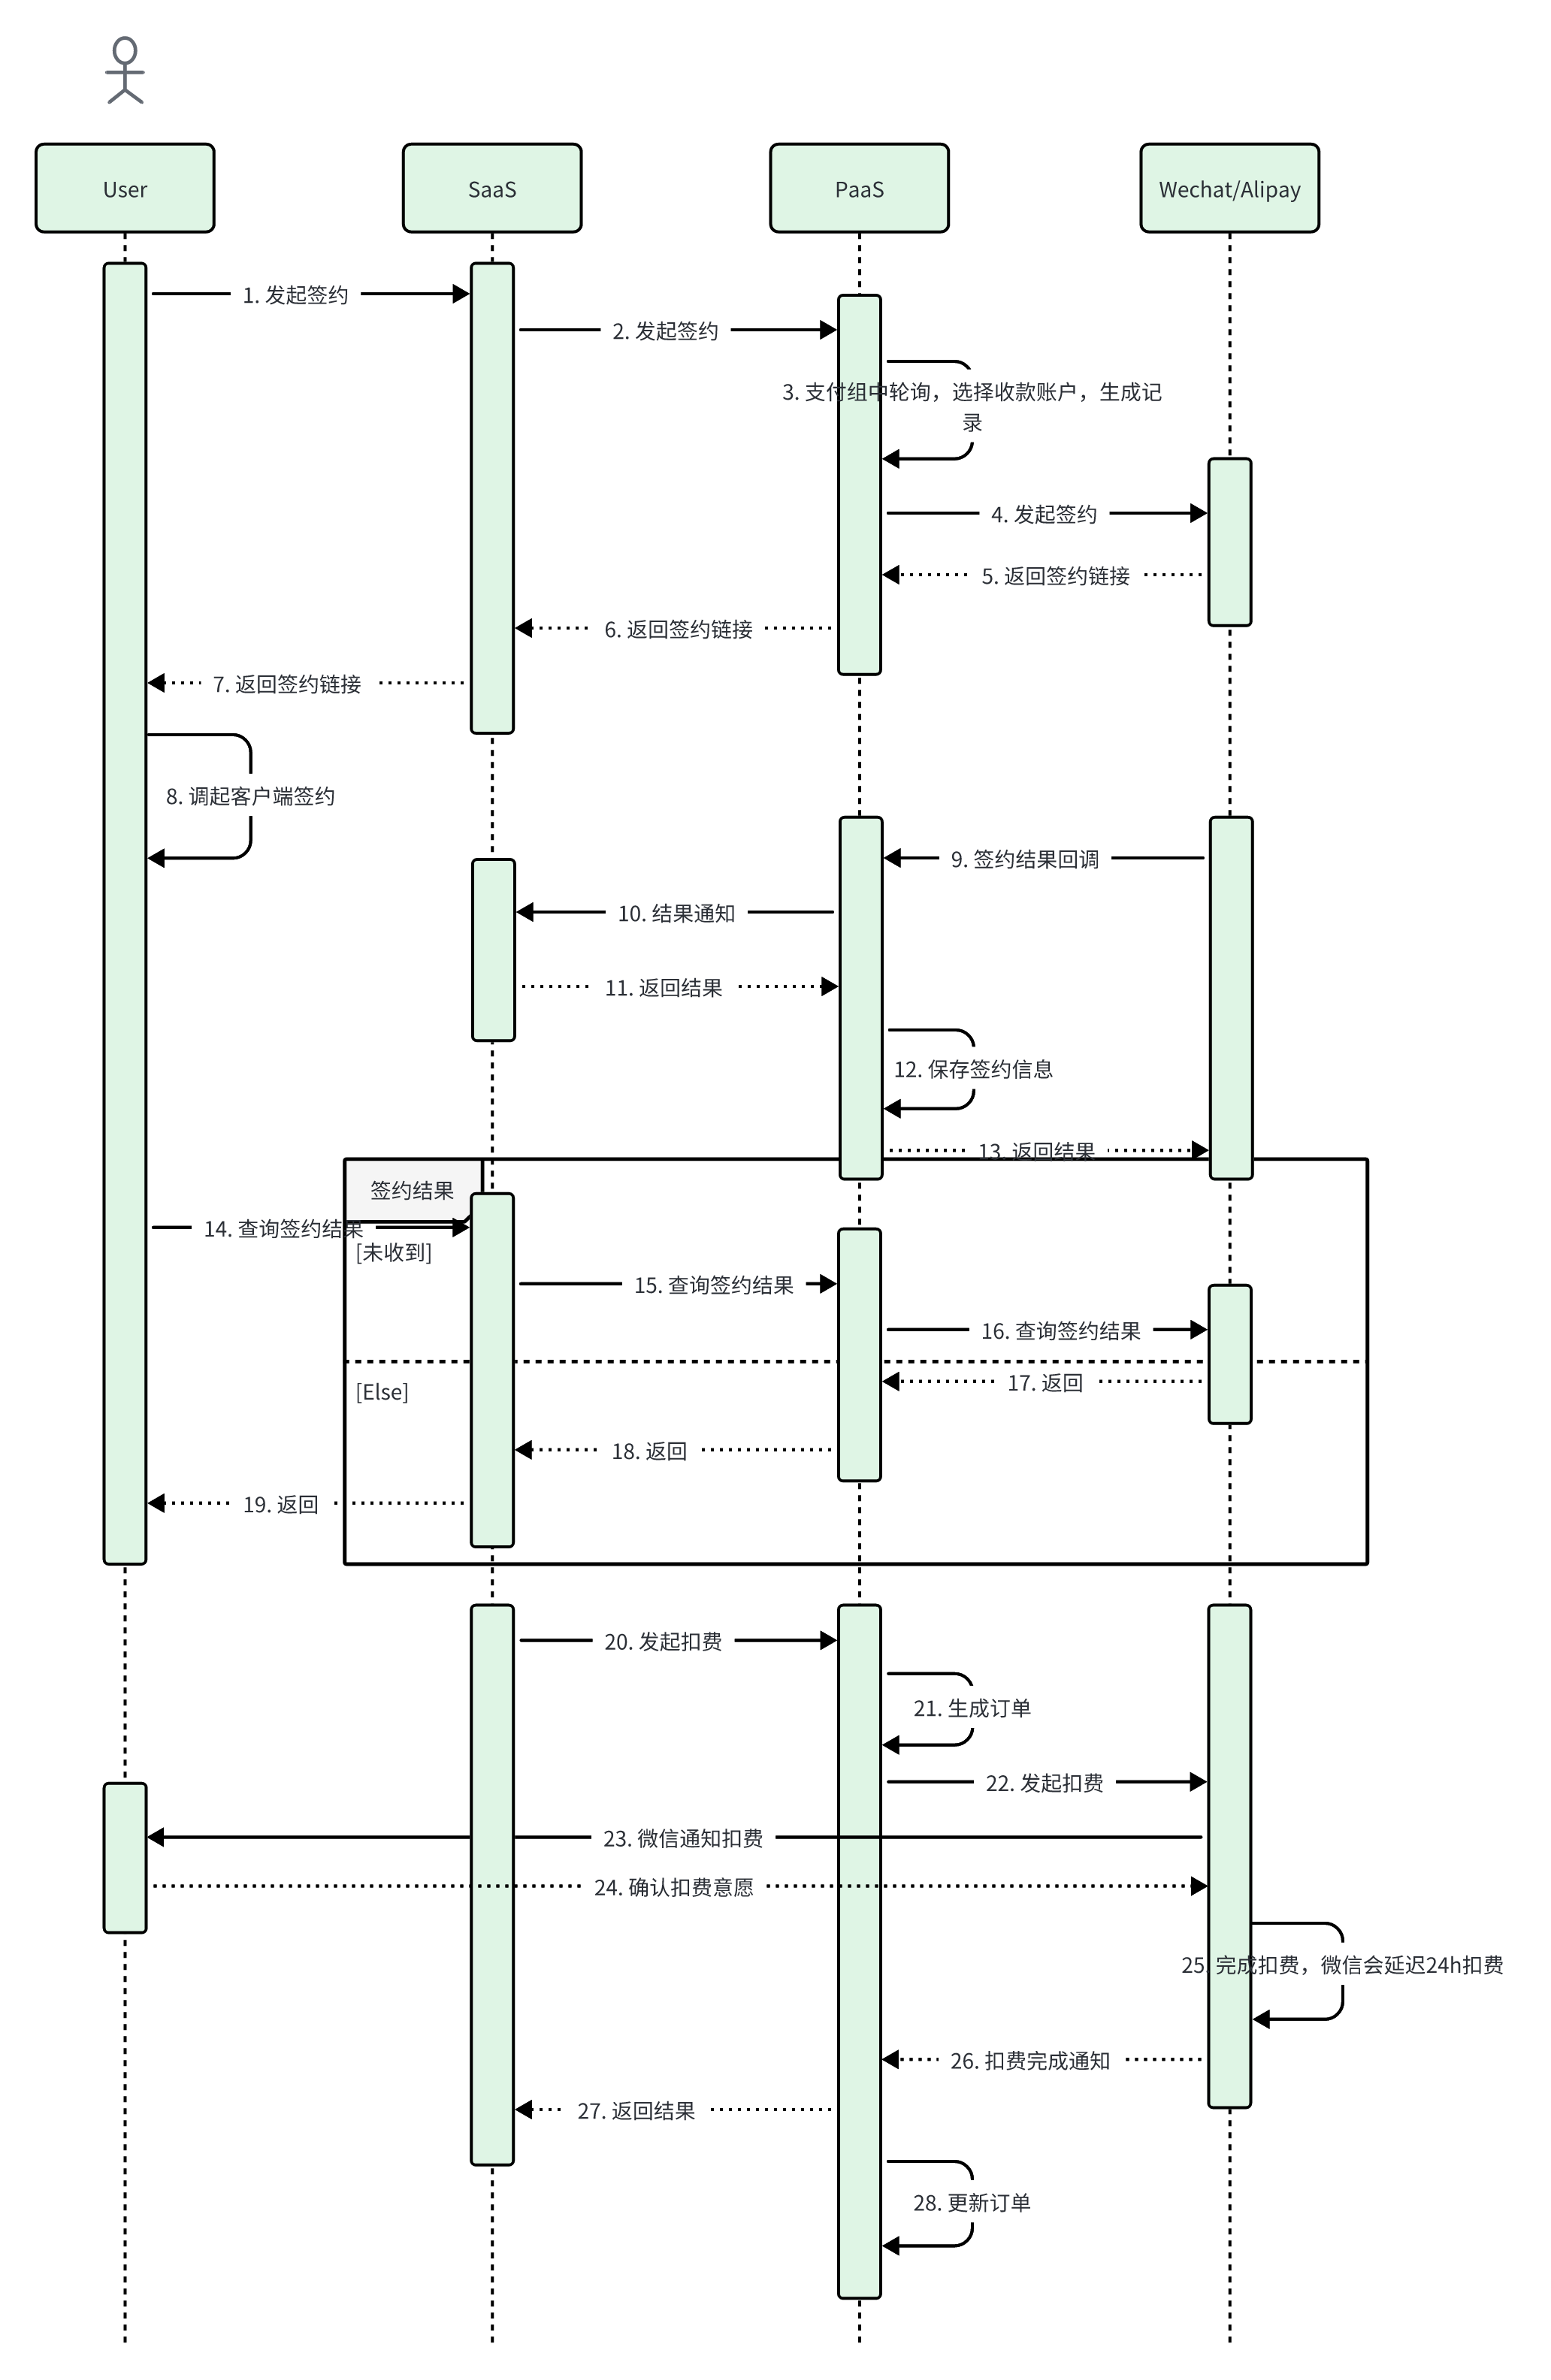 User
SaaS
PaaS
Wechat/Alipay
1. 发起签约
2. 发起签约
3. 支付组中轮询，选择收款账户，生成记
录
4. 发起签约
5. 返回签约链接
6. 返回签约链接
7. 返回签约链接
8. 调起客户端签约
9. 签约结果回调
10. 结果通知
11. 返回结果
12. 保存签约信息
13. 返回结果
签约结果
14. 查询签约结果
[未收到]
15. 查询签约结果
16. 查询签约结果
17. 返回
[Else]
18. 返回
19. 返回
20. 发起扣费
21. 生成订单
22. 发起扣费
23. 微信通知扣费
24. 确认扣费意愿
25. 完成扣费，微信会延迟24h扣费
26. 扣费完成通知
27. 返回结果
28. 更新订单